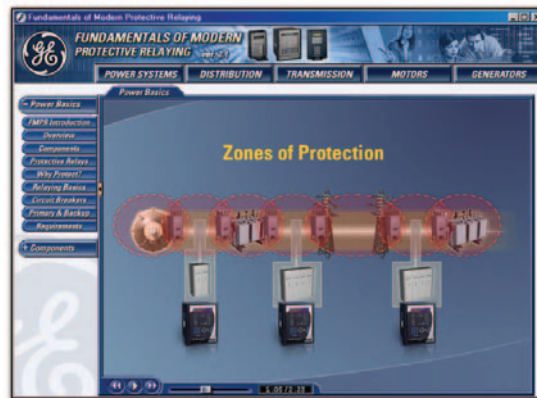 Fundamentals of Modern Protective Relaying
FUNDAMENTALS OF MODERN
PROTECTIVE RELAYING
POWER SYSTEMS
DISTRIBUTION
TRANSMISSION
MOTORS
GENERATORS
Power Basics
- Power Basics
FMPR Introduction
Overview
Components
Protective Relays
Why Protect?
Relaying Basics
Circuit Breakers
Primary & Backup
Requirements
+ Components
Zones of Protection